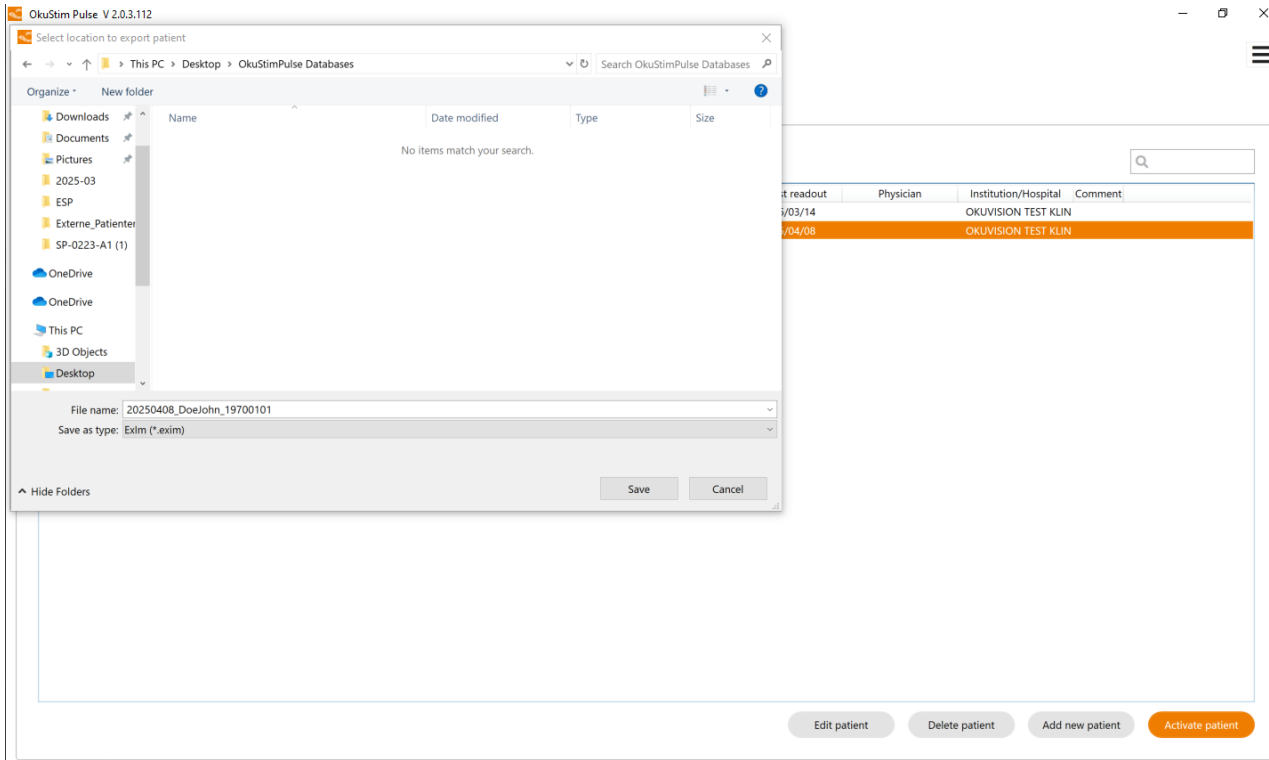 OkuStim Pulse V 2.0.3.112
Select location to export patient
This PC > Desktop > OkuStimPulse Databases
Search OkuStimPulse Databases
Organize
New folder
Downloads
Documents
Pictures
2025-03
ESP
Externe_Patienter
SP-0223-A1 (1)
OneDrive
OneDrive
This PC
3D Objects
Desktop
Name
Date modified
Type
Size
No items match your search.
File name: 20250408_DoeJohn_19700101
Save as type: ExIm (*.exim)
Hide Folders
Save
Cancel
t readout
Physician
Institution/Hospital
Comment
/03/14
OKUVISION TEST KLIN
/04/08
OKUVISION TEST KLIN
Edit patient
Delete patient
Add new patient
Activate patient